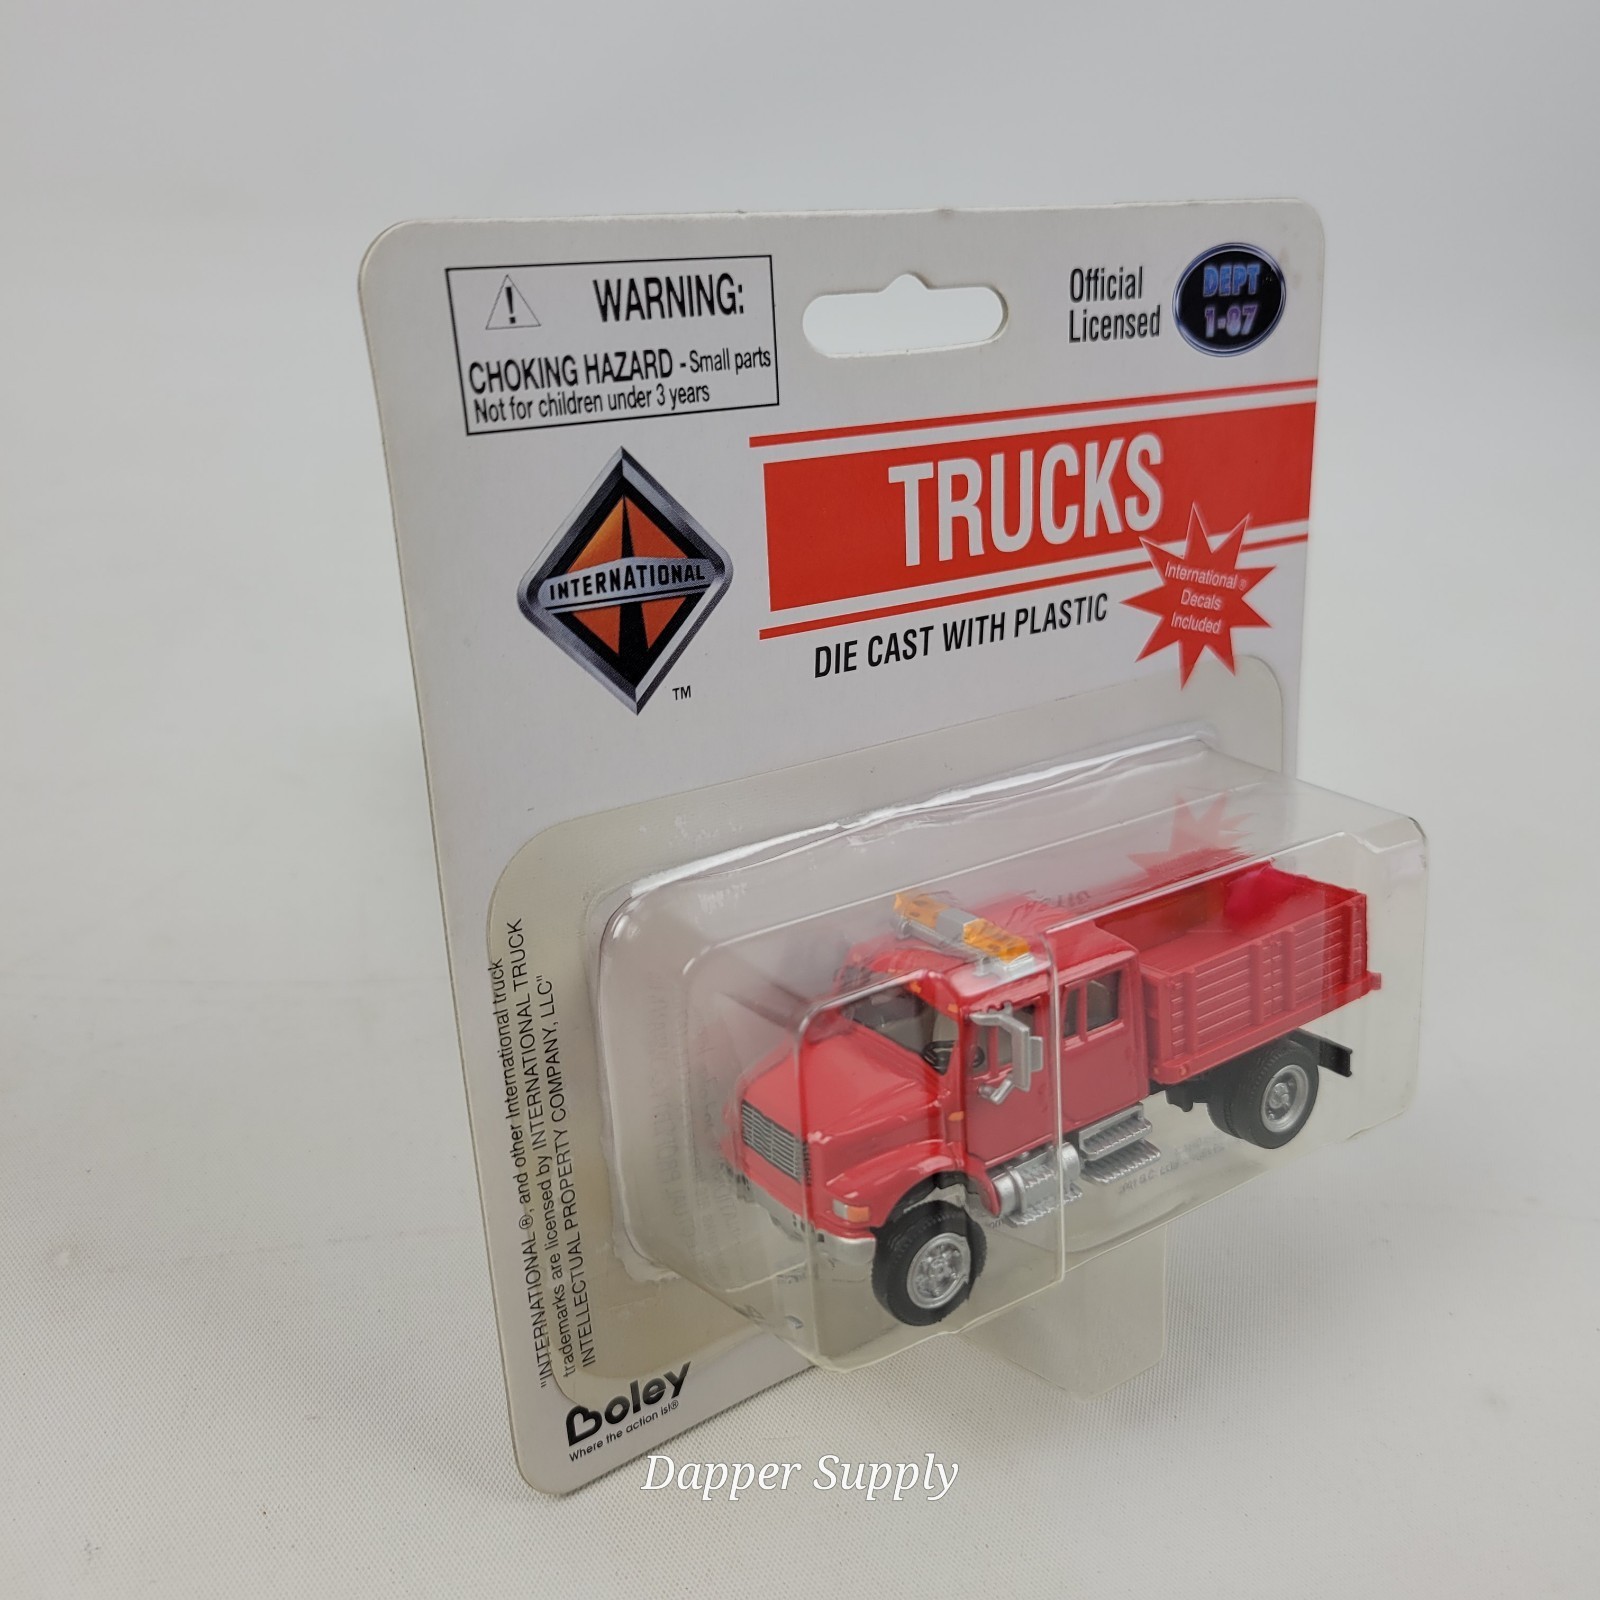 WARNING:
CHOKING HAZARD - Small parts
Not for children under 3 years
Official
Licensed
DEPT
1-87
INTERNATIONAL
TM
TRUCKS
DIE CAST WITH PLASTIC
International ®
Decals
Included
"INTERNATIONAL®, and other International truck
trademarks are licensed by INTERNATIONAL TRUCK
INTELLECTUAL PROPERTY COMPANY, LLC"
Boley
Where the action is!®
Dapper Supply